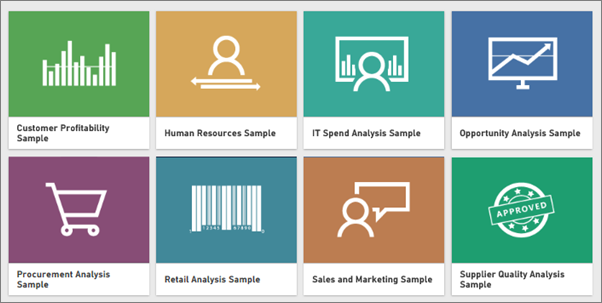 Customer Profitability
Sample
Human Resources Sample
IT Spend Analysis Sample
Opportunity Analysis Sample
APPROVED
Procurement Analysis
Sample
Retail Analysis Sample
Sales and Marketing Sample
Supplier Quality Analysis
Sample